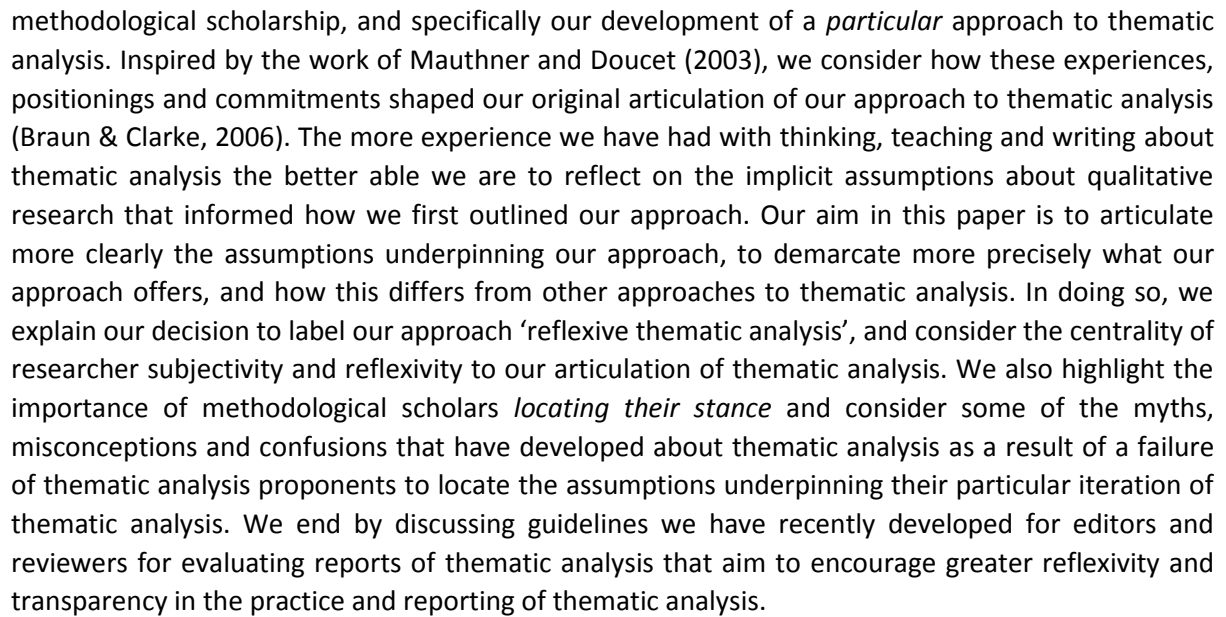 methodological scholarship, and specifically our development of a particular approach to thematic
analysis. Inspired by the work of Mauthner and Doucet (2003), we consider how these experiences,
positionings and commitments shaped our original articulation of our approach to thematic analysis
(Braun & Clarke, 2006). The more experience we have had with thinking, teaching and writing about
thematic analysis the better able we are to reflect on the implicit assumptions about qualitative
research that informed how we first outlined our approach. Our aim in this paper is to articulate
more clearly the assumptions underpinning our approach, to demarcate more precisely what our
approach offers, and how this differs from other approaches to thematic analysis. In doing so, we
explain our decision to label our approach ‘reflexive thematic analysis’, and consider the centrality of
researcher subjectivity and reflexivity to our articulation of thematic analysis. We also highlight the
importance of methodological scholars locating their stance and consider some of the myths,
misconceptions and confusions that have developed about thematic analysis as a result of a failure
of thematic analysis proponents to locate the assumptions underpinning their particular iteration of
thematic analysis. We end by discussing guidelines we have recently developed for editors and
reviewers for evaluating reports of thematic analysis that aim to encourage greater reflexivity and
transparency in the practice and reporting of thematic analysis.